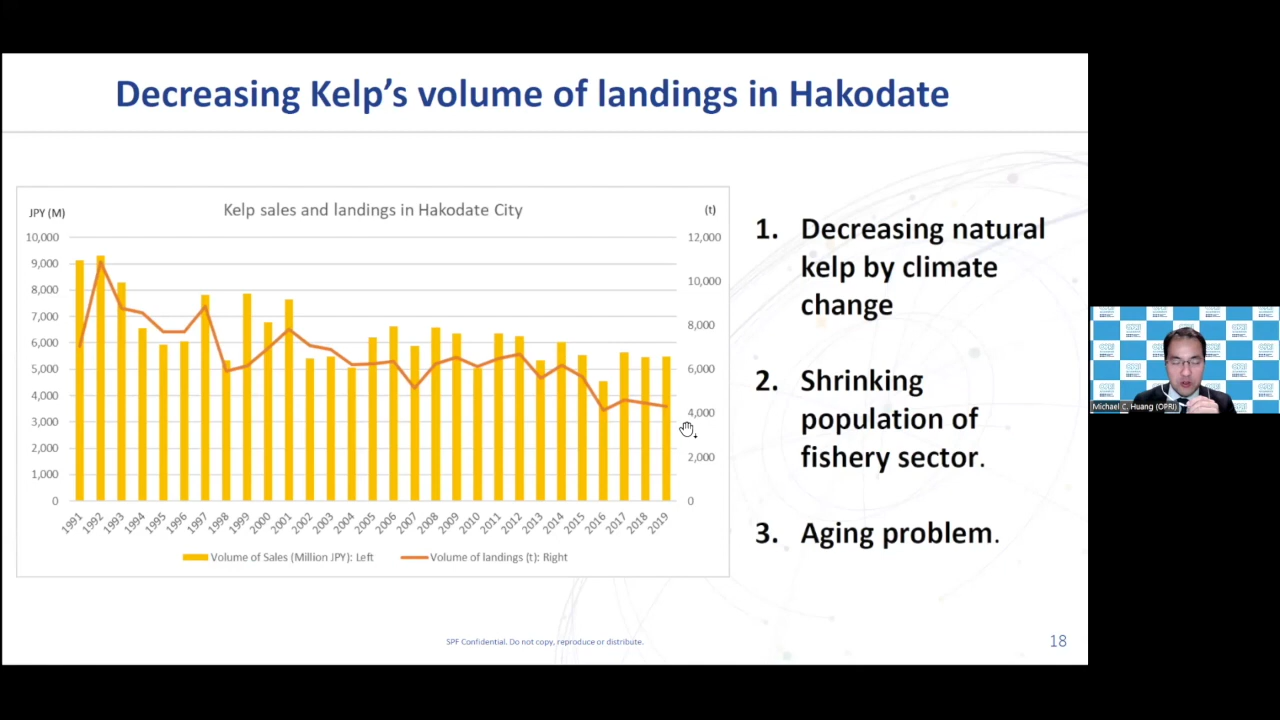 Decreasing Kelp's volume of landings in Hakodate
JPY (M)
Kelp sales and landings in Hakodate City
(t)
10,000
9,000
8,000
7,000
6,000
5,000
4,000
3,000
2,000
1,000
0
12,000
10,000
8,000
6,000
4,000
2,000
0
1991 1992 1993 1994 1995 1996 1997 1998 1999 2000 2001 2002 2003 2004 2005 2006 2007 2008 2009 2010 2011 2012 2013 2014 2015 2016 2017 2018 2019
Volume of Sales (Million JPY): Left
Volume of landings (t): Right
1. Decreasing natural
kelp by climate
change
2. Shrinking
population of
fishery sector.
3. Aging problem.
SPF Confidential. Do not copy, reproduce or distribute.
18
OPRI
Michael C. Huang (OPRI)